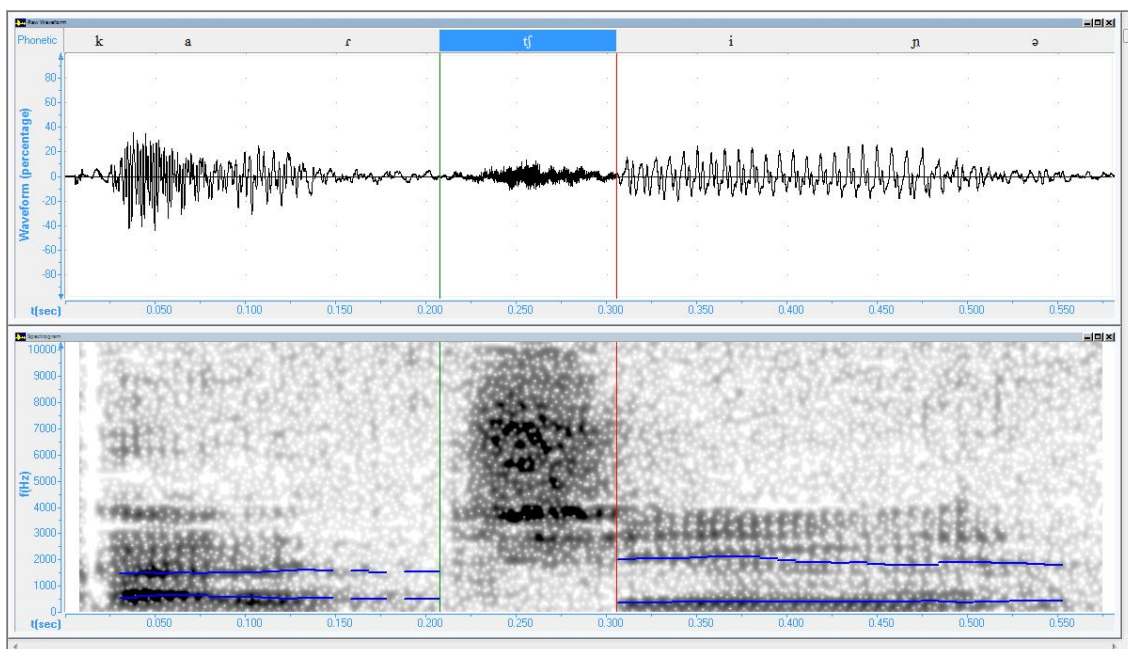 Raw Waveform
Phonetic k a ɾ tʃ i ɲ ə
Waveform (percentage)
80
60
40
20
0
-20
-40
-60
-80
t(sec) 0.050 0.100 0.150 0.200 0.250 0.300 0.350 0.400 0.450 0.500 0.550
Spectrogram
f(Hz)
10000
9000
8000
7000
6000
5000
4000
3000
2000
1000
0
t(sec) 0.050 0.100 0.150 0.200 0.250 0.300 0.350 0.400 0.450 0.500 0.550